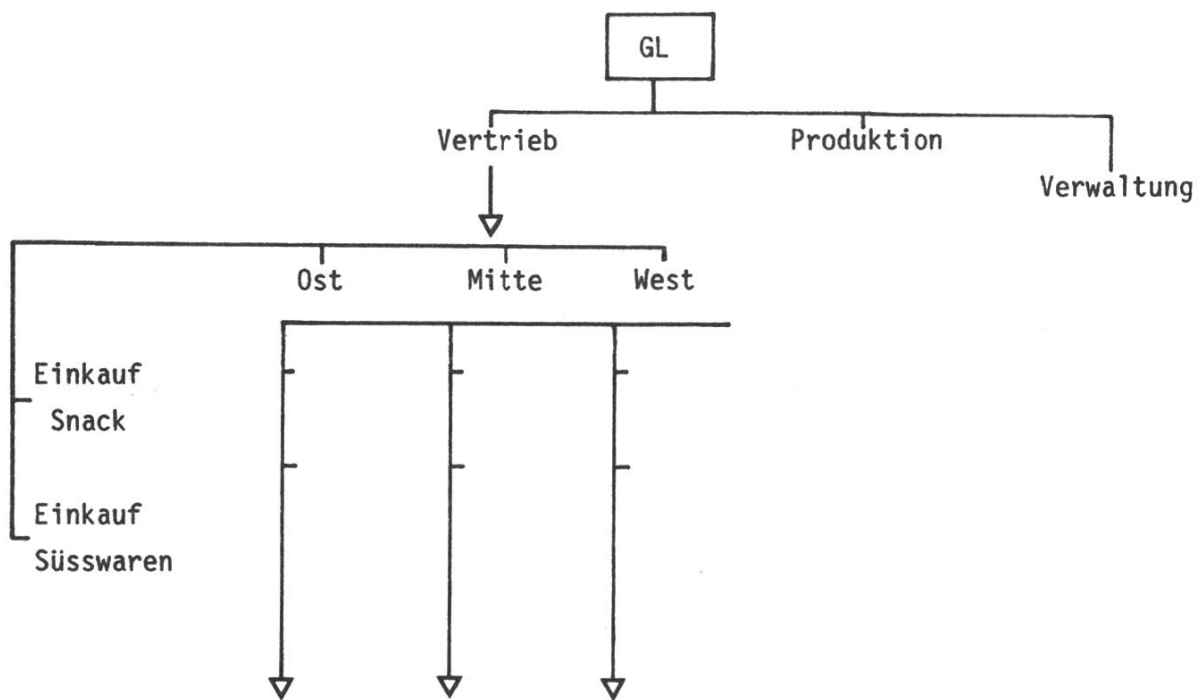 GL
Vertrieb
Produktion
Verwaltung
Ost
Mitte
West
Einkauf
Snack
Einkauf
Süsswaren